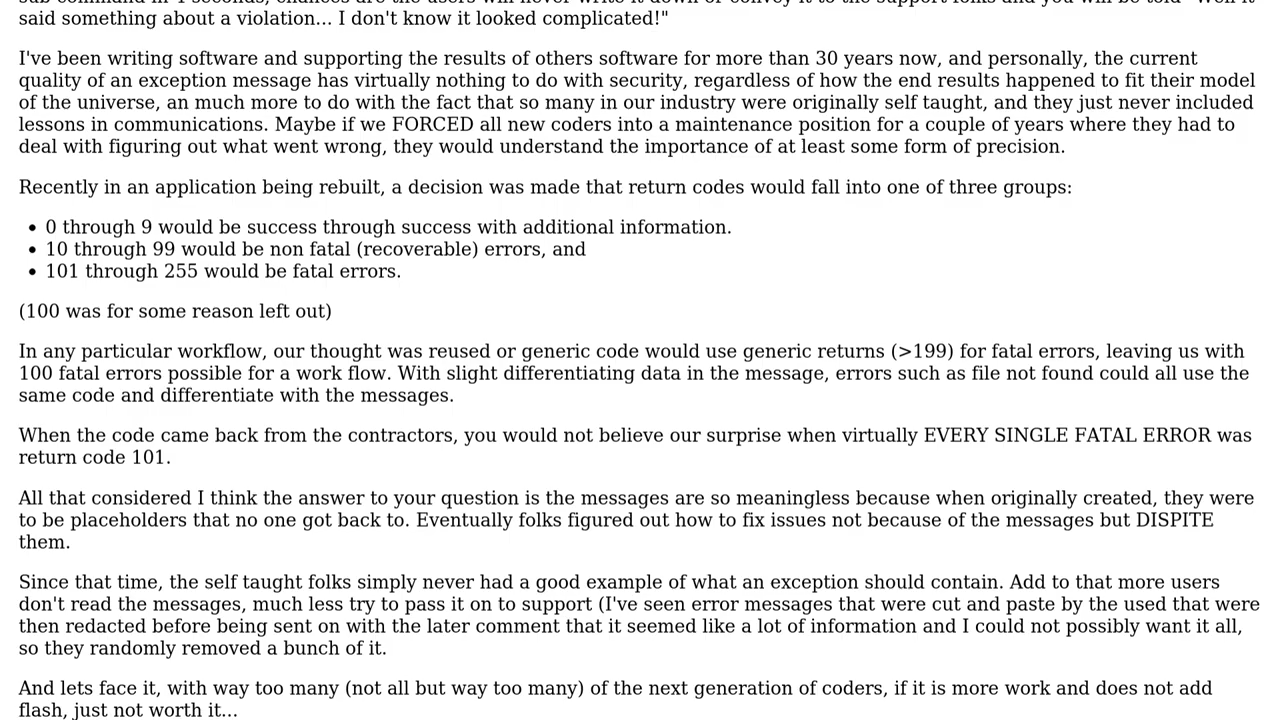 said something about a violation... I don't know it looked complicated!"
I've been writing software and supporting the results of others software for more than 30 years now, and personally, the current
quality of an exception message has virtually nothing to do with security, regardless of how the end results happened to fit their model
of the universe, an much more to do with the fact that so many in our industry were originally self taught, and they just never included
lessons in communications. Maybe if we FORCED all new coders into a maintenance position for a couple of years where they had to
deal with figuring out what went wrong, they would understand the importance of at least some form of precision.
Recently in an application being rebuilt, a decision was made that return codes would fall into one of three groups:
• 0 through 9 would be success through success with additional information.
• 10 through 99 would be non fatal (recoverable) errors, and
• 101 through 255 would be fatal errors.
(100 was for some reason left out)
In any particular workflow, our thought was reused or generic code would use generic returns (>199) for fatal errors, leaving us with
100 fatal errors possible for a work flow. With slight differentiating data in the message, errors such as file not found could all use the
same code and differentiate with the messages.
When the code came back from the contractors, you would not believe our surprise when virtually EVERY SINGLE FATAL ERROR was
return code 101.
All that considered I think the answer to your question is the messages are so meaningless because when originally created, they were
to be placeholders that no one got back to. Eventually folks figured out how to fix issues not because of the messages but DISPITE
them.
Since that time, the self taught folks simply never had a good example of what an exception should contain. Add to that more users
don't read the messages, much less try to pass it on to support (I've seen error messages that were cut and paste by the used that were
then redacted before being sent on with the later comment that it seemed like a lot of information and I could not possibly want it all,
so they randomly removed a bunch of it.
And lets face it, with way too many (not all but way too many) of the next generation of coders, if it is more work and does not add
flash, just not worth it...